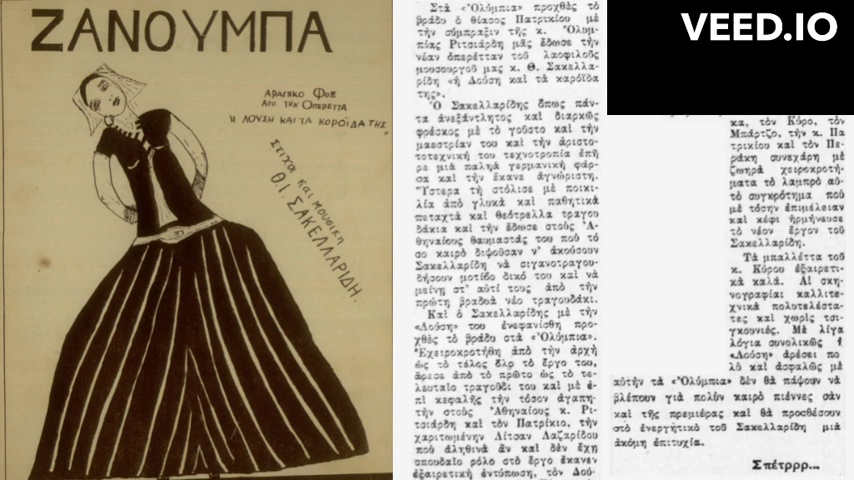 ΖΑΝΟΥΜΠΑ
ΑΡΑΠΙΚΟ ΦΟΞ
ΑΠΟ ΤΗΝ ΟΠΕΡΕΤΤΑ
Η ΛΟΥΣΗ ΚΑΙ ΤΑ ΚΟΡΟΪΔΑ ΤΗΣ"
ΣΤΙΧΟΙ ΚΑΙ ΜΟΥΣΙΚΗ
Θ.Ι ΣΑΚΕΛΛΑΡΙΔΗ.
Στὰ «Ὀλύμπια» προχθὲς τὸ
βράδυ ὁ θίασος Πατρικίου μὲ
τὴν σύμπραξιν τῆς κ. Ὀλυμ-
πίας Ριτσιάρδη μᾶς ἔδωσε τὴν
νέαν ὀπερέτταν τοῦ λαοφιλοῦς
μουσουργοῦ μας κ. Θ. Σακελλα-
ρίδη «ἡ Λούση καὶ τὰ κορόϊδα
της».
Ὁ Σακελλαρίδης ὅπως πάν-
τα ἀνεξάντλητος καὶ διαρκῶς
φρέσκος μὲ τὸ γοῦστο καὶ τὴν
μαεστρίαν του καὶ τὴν ἀριστο-
τοτεχνική του τεχνοτροπία ἐπῆ
ρε μιὰ παληὰ γερμανικὴ φάρ-
σα καὶ τὴν ἔκανε ἀγνώριστη.
Ὕστερα τὴ στόλισε μὲ ποικι-
λία ἀπὸ γλυκὰ καὶ παθητικὰ
πεταχτὰ καὶ θεότρελλα τραγου
δάκια καὶ τὴν ἔδωσε στοὺς Ἀ-
θηναίους θαυμαστάς του ποὺ τό
σο καιρὸ διψοῦσαν ν' ἀκούσουν
Σακελλαρίδη νὰ σιγανοτραγου-
δήσουν μοτίβο δικό του καὶ νὰ
μείνῃ στ' αὐτί τους ἀπὸ τὴν
πρώτη βραδυὰ νέο τραγουδάκι.
Καὶ ὁ Σακελλαρίδης μὲ τὴν
«Λούση» του ἐνεφανίσθη προ-
χθὲς τὸ βράδυ στὰ «Ὀλύμπια».
Ἐχειροκροτήθη ἀπὸ τὴν ἀρχὴ
ὡς τὸ τέλος ὅλο τὸ ἔργο του,
ἄρεσε ἀπὸ τὸ πρῶτο ὡς τὸ τε-
λευταῖο τραγοῦδι του καὶ μὲ ἐ-
πὶ κεφαλῆς τὴν τόσον ἀγαπη-
τὴν στοὺς Ἀθηναίους κ. Ρι-
τσιάρδη καὶ τὸν Πατρίκιο, τὴν
χαριτωμένην Λίτσαν Λαζαρίδου
ποὺ ἀληθινὰ ἂν καὶ δὲν ἔχῃ
σπουδαῖο ρόλο στὸ ἔργο ἔκανεν
ἐξαιρετικὴ ἐντύπωση, τὸν Δού-
VEED.IO
κα, τὸν Κύρο, τὸν
Μπάρτζο, τὴν κ. Πα
τρικίου καὶ τὸν Πε-
ράκη συνεχάρη μὲ
ζωηρὰ χειροκροτή-
ματα τὸ λαμπρὸ αὐ-
τὸ συγκρότημα ποὺ
μὲ τόσην ἐπιμέλειαν
καὶ κέφι ἡρμήνευσε
τὸ νέον ἔργον τοῦ
Σακελλαρίδη.
Τὰ μπαλλέττα τοῦ
κ. Κύρου ἐξαιρετι-
κὰ καλά. Αἱ σκη-
νογραφίαι καλλιτε-
χνικὰ πολυτελέστα-
τες καὶ χωρὶς τσι-
γκουνιές. Μὲ λίγα
λόγια συνολικῶς ἡ
«Λούση» ἀρέσει πο
λὺ καὶ ἀσφαλῶς μὲ
αὐτὴν τὰ «Ὀλύμπια» δὲν θὰ πάψουν νὰ
βλέπουν γιὰ πολὺν καιρὸ πιέννες σὰν
καὶ τῆς πρεμιέρας καὶ θὰ προσθέσουν
στὸ ἐνεργητικὸ τοῦ Σακελλαρίδη μιὰ
ἀκόμη ἐπιτυχία.
Σπέτρρρ...